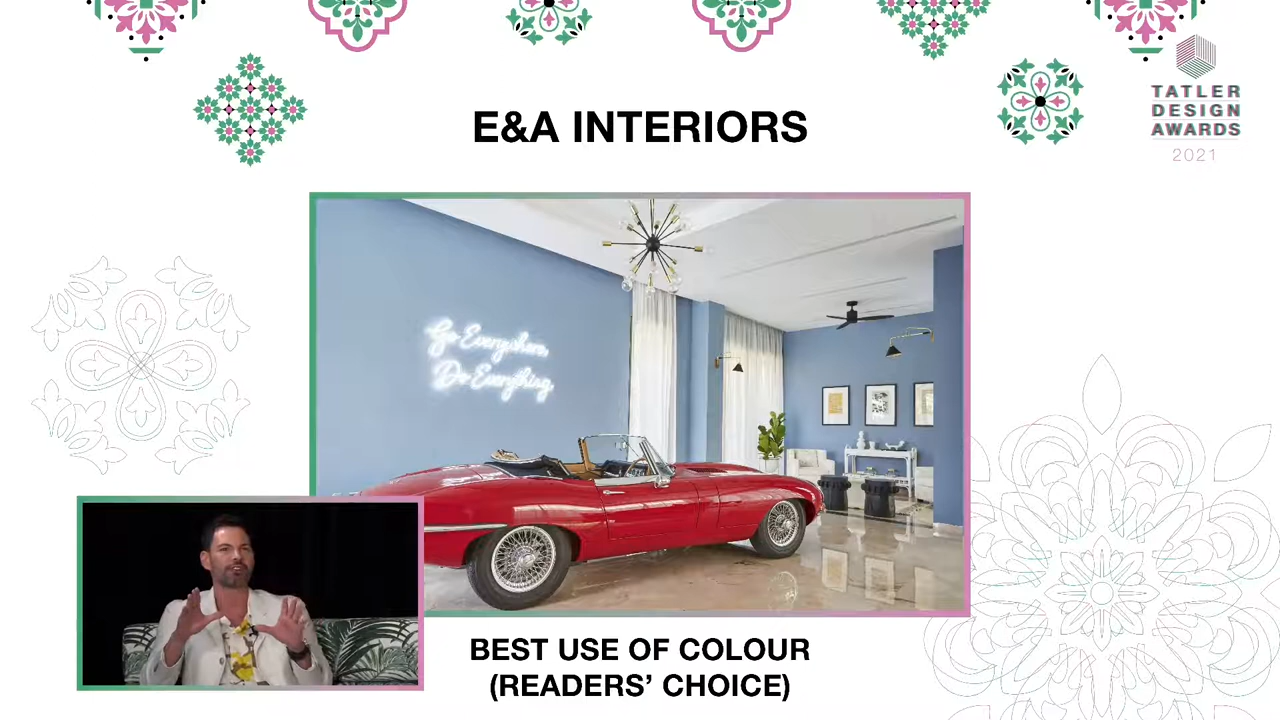 TATLER
DESIGN
AWARDS
2021
E&A INTERIORS
Go Everywhere,
Do Everything.
BEST USE OF COLOUR
(READERS’ CHOICE)